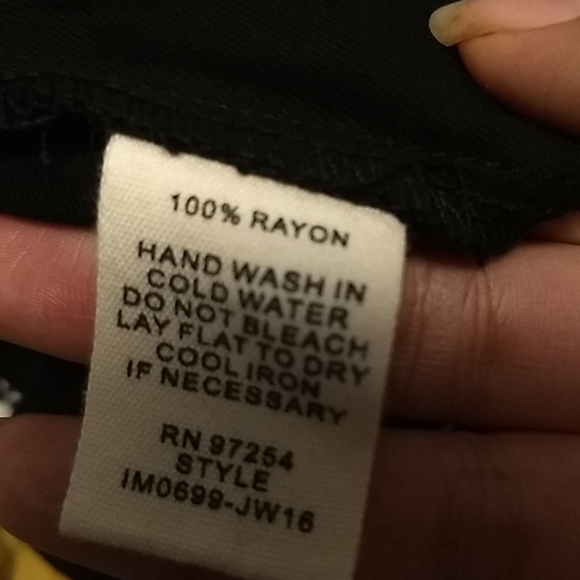 100% RAYON
HAND WASH IN
COLD WATER
DO NOT BLEACH
LAY FLAT TO DRY
COOL IRON
IF NECESSARY
RN 97254
STYLE
IM0699-JW16